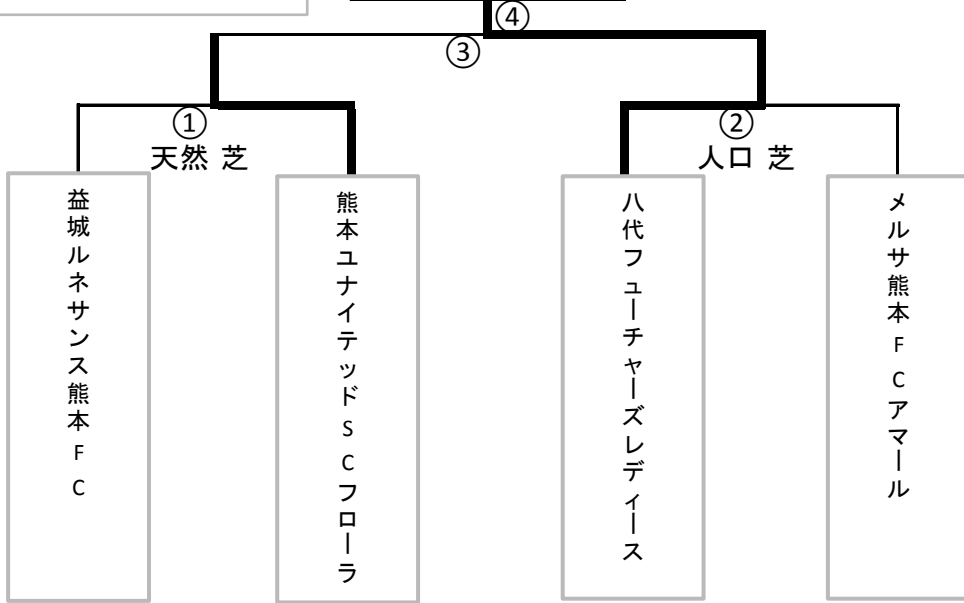 ④
③
①
②
天然 芝
人口 芝
益城ルネサンス熊本FC
熊本ユナイテッドSCフローラ
八代フューチャーズレディース
メルサ熊本FCアマール